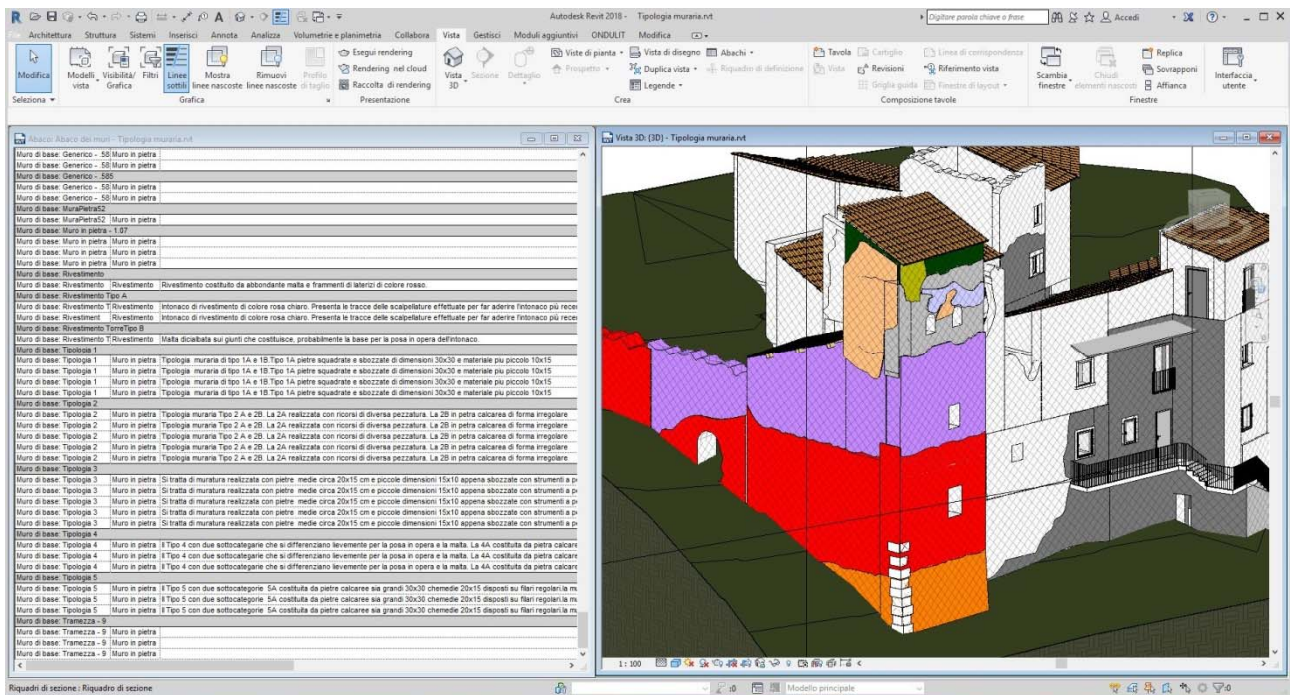 Autodesk Revit 2018 - Tipologia muraria.rvt
Digitare parola chiave o frase
Accedi
Architettura Struttura Sistemi Inserisci Annota Analizza Volumetrie e planimetria Collabora Vista Gestisci Moduli aggiuntivi ONDULIT Modifica
Modifica
Modelli vista
Visibilità/ Grafica
Filtri
Linee sottili
Mostra linee nascoste
Rimuovi linee nascoste
Profilo di taglio
Esegui rendering
Rendering nel cloud
Raccolta di rendering
Vista 3D
Sezione
Dettaglio
Viste di pianta
Prospetto
Vista di disegno
Duplica vista
Legende
Abachi
Riquadro di definizione
Tavola
Vista
Cartiglio
Revisioni
Griglia guida
Linea di corrispondenza
Riferimento vista
Finestre di layout
Scambia finestre
Chiudi elementi nascosti
Replica
Sovrapponi
Affianca
Interfaccia utente
Seleziona
Grafica
Presentazione
Crea
Composizione tavole
Finestre
Abaco: Abaco dei muri - Tipologia muraria.rvt
Muro di base: Generico - .58 Muro in pietra
Muro di base: Generico - .58 Muro in pietra
Muro di base: Generico - .585
Muro di base: Generico - .58 Muro in pietra
Muro di base: Generico - .58 Muro in pietra
Muro di base: MuraPietra52
Muro di base: MuraPietra52 Muro in pietra
Muro di base: Muro in pietra - 1.07
Muro di base: Muro in pietra Muro in pietra
Muro di base: Muro in pietra Muro in pietra
Muro di base: Muro in pietra Muro in pietra
Muro di base: Rivestimento
Muro di base: Rivestimento Rivestimento Rivestimento costituito da abbondante malta e frammenti di laterizi di colore rosso.
Muro di base: Rivestimento Tipo A
Muro di base: Rivestimento T Rivestimento Intonaco di rivestimento di colore rosa chiaro. Presenta le tracce delle scalpellature effettuate per far aderire l'intonaco più recen
Muro di base: Rivestiment Rivestimento Intonaco di rivestimento di colore rosa chiaro. Presenta le tracce delle scalpellature effettuate per far aderire l'intonaco più recen
Muro di base: Rivestimento TorreTipo B
Muro di base: Rivestimento T Rivestimento Malta dicialbata sui giunti che costituisce, probabilmente la base per la posa in opera dell'intonaco.
Muro di base: Tipologia 1
Muro di base: Tipologia 1 Muro in pietra Tipologia muraria di tipo 1A e 1B.Tipo 1A pietre squadrate e sbozzate di dimensioni 30x30 e materiale piu piccolo 10x15
Muro di base: Tipologia 1 Muro in pietra Tipologia muraria di tipo 1A e 1B.Tipo 1A pietre squadrate e sbozzate di dimensioni 30x30 e materiale piu piccolo 10x15
Muro di base: Tipologia 1 Muro in pietra Tipologia muraria di tipo 1A e 1B.Tipo 1A pietre squadrate e sbozzate di dimensioni 30x30 e materiale piu piccolo 10x15
Muro di base: Tipologia 1 Muro in pietra Tipologia muraria di tipo 1A e 1B.Tipo 1A pietre squadrate e sbozzate di dimensioni 30x30 e materiale piu piccolo 10x15
Muro di base: Tipologia 2
Muro di base: Tipologia 2 Muro in pietra Tipologia muraria Tipo 2 A e 2B. La 2A realizzata con ricorsi di diversa pezzatura. La 2B in petra calcarea di forma irregolare
Muro di base: Tipologia 2 Muro in pietra Tipologia muraria Tipo 2 A e 2B. La 2A realizzata con ricorsi di diversa pezzatura. La 2B in petra calcarea di forma irregolare
Muro di base: Tipologia 2 Muro in pietra Tipologia muraria Tipo 2 A e 2B. La 2A realizzata con ricorsi di diversa pezzatura. La 2B in petra calcarea di forma irregolare
Muro di base: Tipologia 2 Muro in pietra Tipologia muraria Tipo 2 A e 2B. La 2A realizzata con ricorsi di diversa pezzatura. La 2B in petra calcarea di forma irregolare
Muro di base: Tipologia 2 Muro in pietra Tipologia muraria Tipo 2 A e 2B. La 2A realizzata con ricorsi di diversa pezzatura. La 2B in petra calcarea di forma irregolare
Muro di base: Tipologia 3
Muro di base: Tipologia 3 Muro in pietra Si tratta di muratura realizzata con pietre medie circa 20x15 cm e piccole dimensioni 15x10 appena sbozzate con strumenti a p
Muro di base: Tipologia 3 Muro in pietra Si tratta di muratura realizzata con pietre medie circa 20x15 cm e piccole dimensioni 15x10 appena sbozzate con strumenti a p
Muro di base: Tipologia 3 Muro in pietra Si tratta di muratura realizzata con pietre medie circa 20x15 cm e piccole dimensioni 15x10 appena sbozzate con strumenti a p
Muro di base: Tipologia 3 Muro in pietra Si tratta di muratura realizzata con pietre medie circa 20x15 cm e piccole dimensioni 15x10 appena sbozzate con strumenti a p
Muro di base: Tipologia 4
Muro di base: Tipologia 4 Muro in pietra Il Tipo 4 con due sottocategarie che si differenziano lievemente per la posa in opera e la malta. La 4A costituita da pietra calcare
Muro di base: Tipologia 4 Muro in pietra Il Tipo 4 con due sottocategarie che si differenziano lievemente per la posa in opera e la malta. La 4A costituita da pietra calcare
Muro di base: Tipologia 4 Muro in pietra Il Tipo 4 con due sottocategarie che si differenziano lievemente per la posa in opera e la malta. La 4A costituita da pietra calcare
Muro di base: Tipologia 5
Muro di base: Tipologia 5 Muro in pietra Il Tipo 5 con due sottocategorie 5A costituita da pietre calcaree sia grandi 30x30 chemedie 20x15 disposti su filari regolari.la mu
Muro di base: Tipologia 5 Muro in pietra Il Tipo 5 con due sottocategorie 5A costituita da pietre calcaree sia grandi 30x30 chemedie 20x15 disposti su filari regolari.la mu
Muro di base: Tipologia 5 Muro in pietra Il Tipo 5 con due sottocategorie 5A costituita da pietre calcaree sia grandi 30x30 chemedie 20x15 disposti su filari regolari.la mu
Muro di base: Tramezza - 9
Muro di base: Tramezza - 9 Muro in pietra
Muro di base: Tramezza - 9 Muro in pietra
Muro di base: Tramezza - 9 Muro in pietra
Vista 3D: {3D} - Tipologia muraria.rvt
1 : 100
Riquadri di sezione : Riquadro di sezione
:0
Modello principale
:0